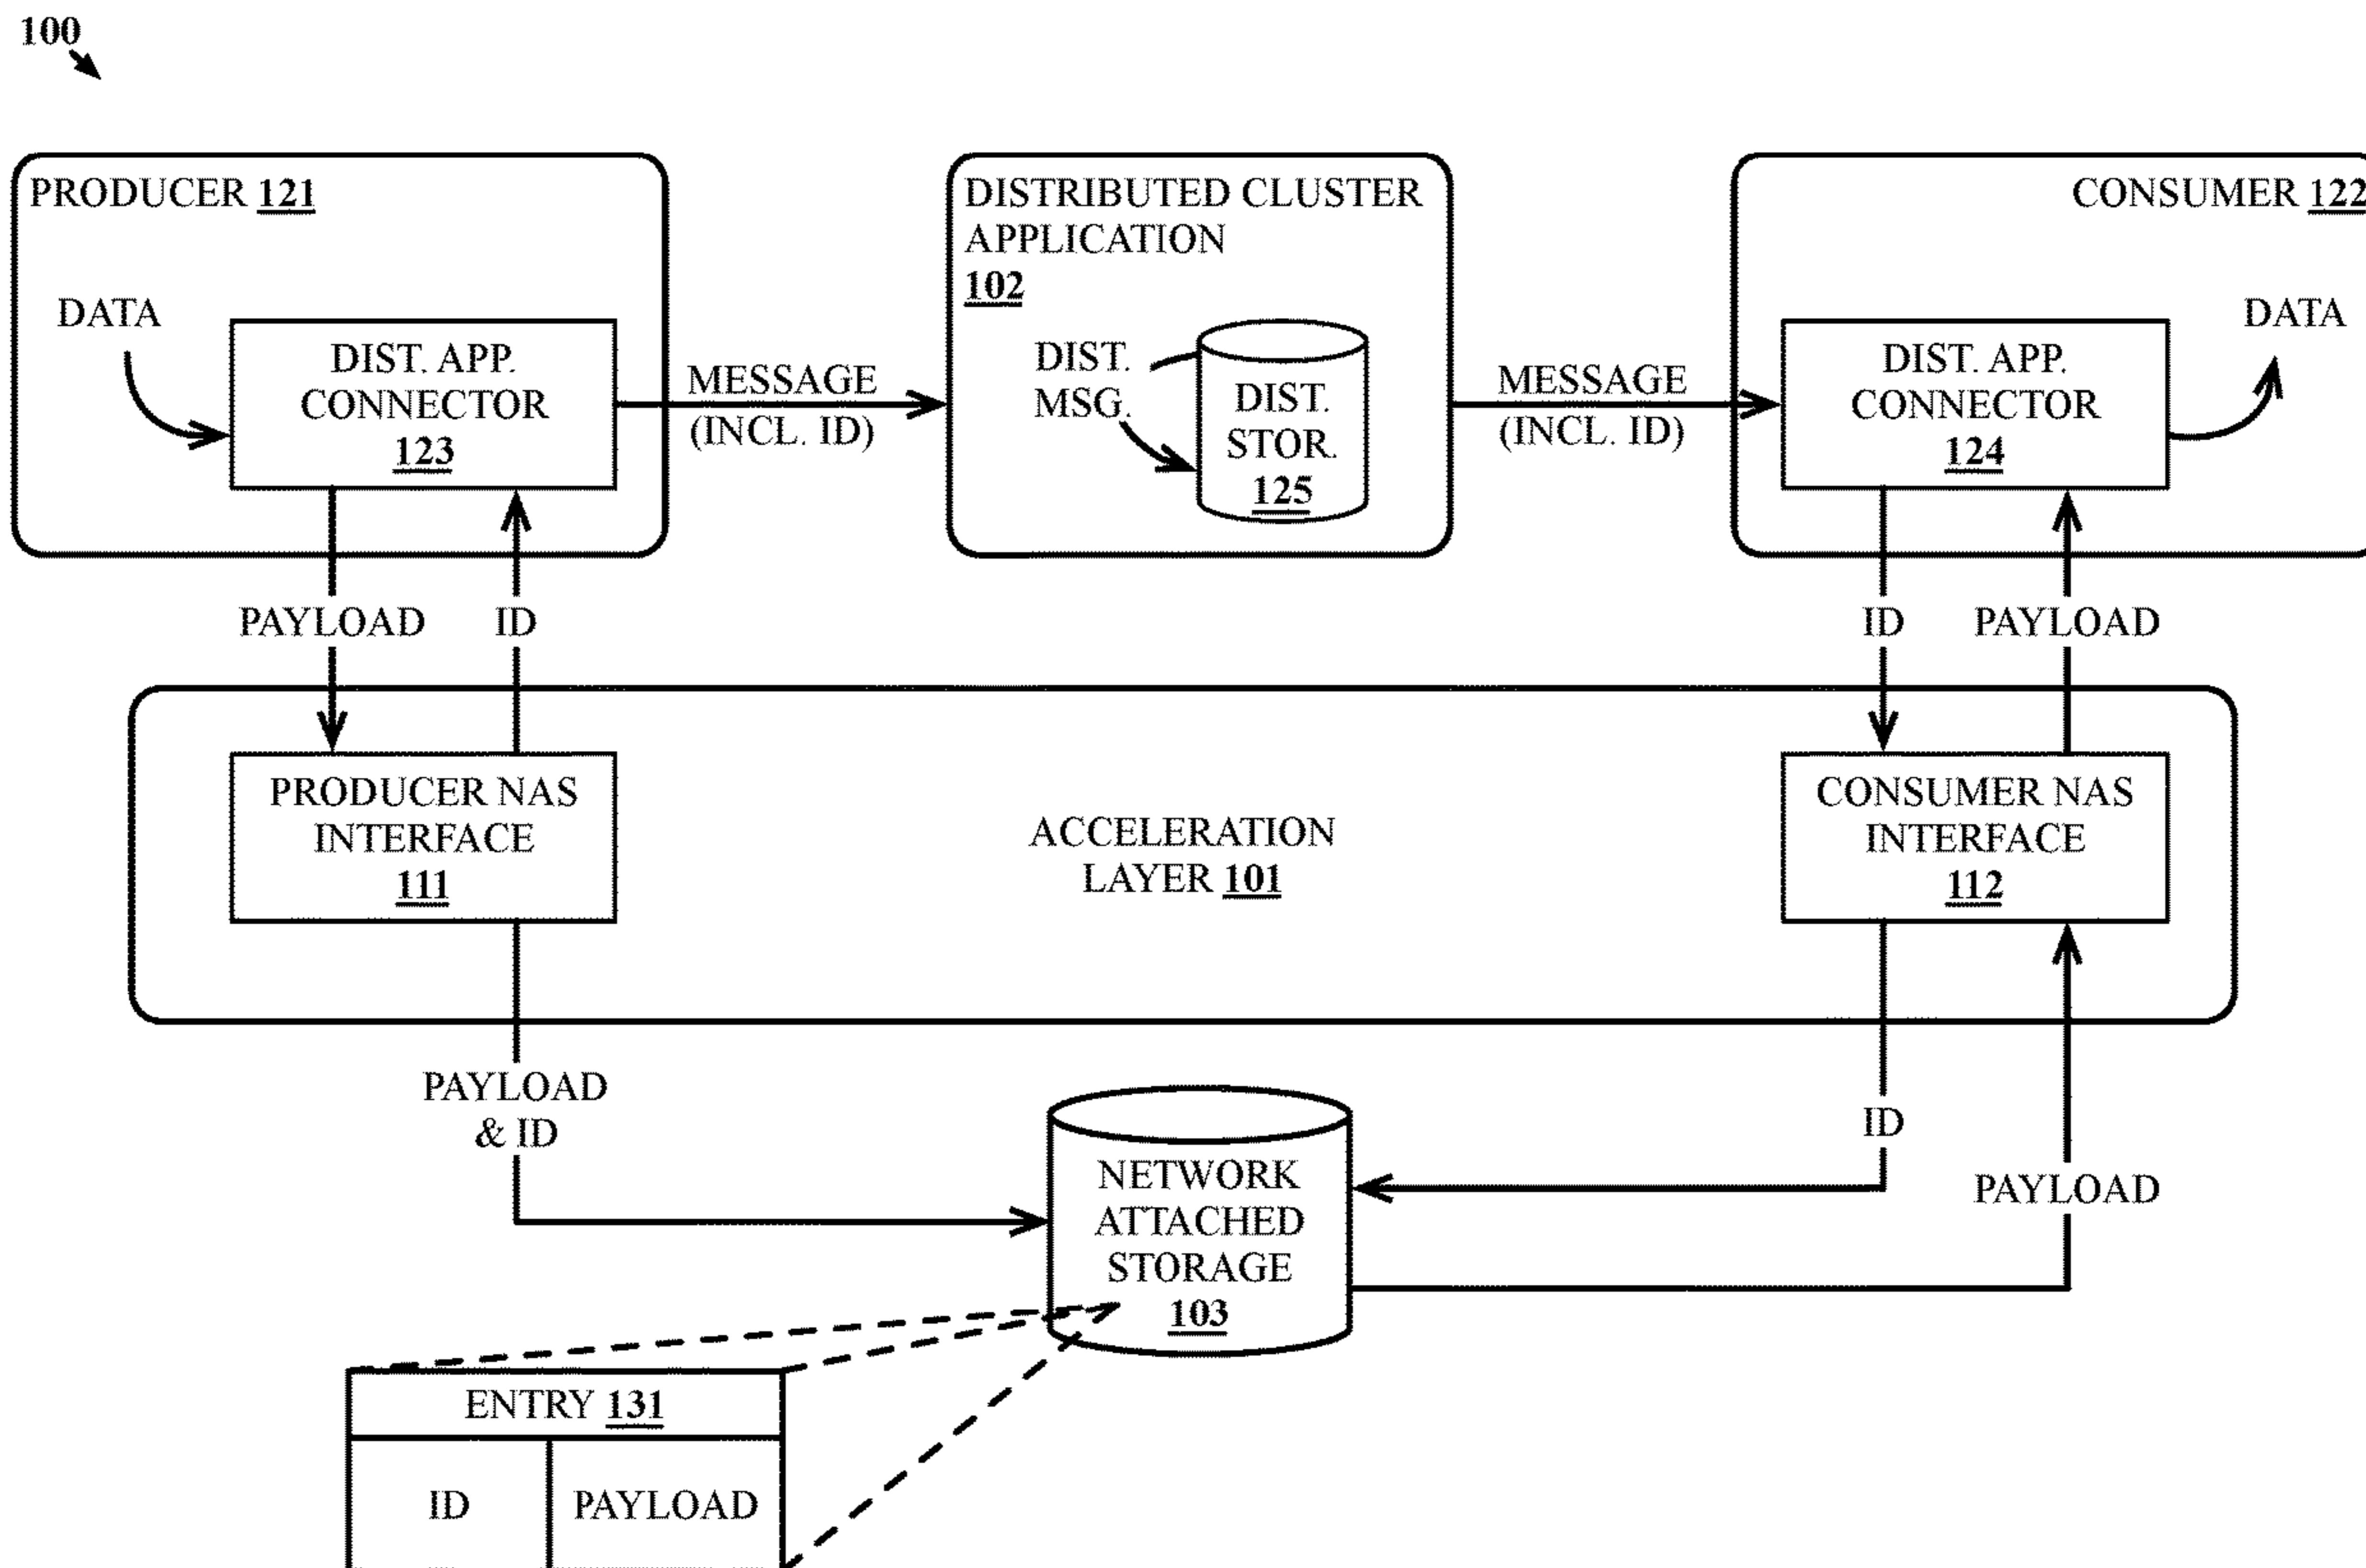 100
PRODUCER 121
DATA
DIST. APP.
CONNECTOR
123
MESSAGE
(INCL. ID)
DISTRIBUTED CLUSTER
APPLICATION
102
DIST.
MSG.
DIST.
STOR.
125
MESSAGE
(INCL. ID)
CONSUMER 122
DIST. APP.
CONNECTOR
124
DATA
PAYLOAD
ID
ID
PAYLOAD
PRODUCER NAS
INTERFACE
111
ACCELERATION
LAYER 101
CONSUMER NAS
INTERFACE
112
PAYLOAD
& ID
ID
PAYLOAD
NETWORK
ATTACHED
STORAGE
103
ENTRY 131
ID
PAYLOAD